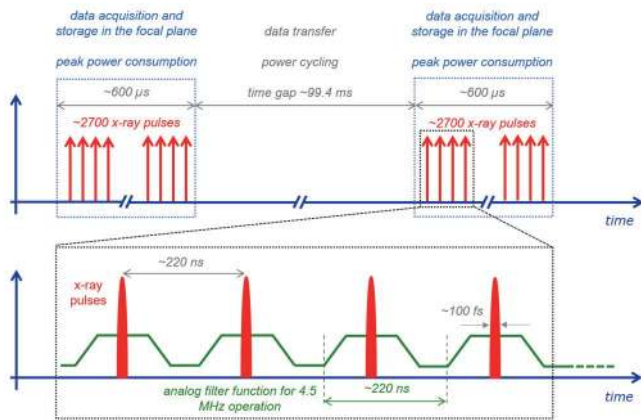 data acquisition and
storage in the focal plane
peak power consumption
data transfer
power cycling
data acquisition and
storage in the focal plane
peak power consumption
~600 µs
time gap ~99.4 ms
~600 µs
~2700 x-ray pulses
~2700 x-ray pulses
time
~220 ns
x-ray
pulses
~100 fs
analog filter function for 4.5
MHz operation
~220 ns
time